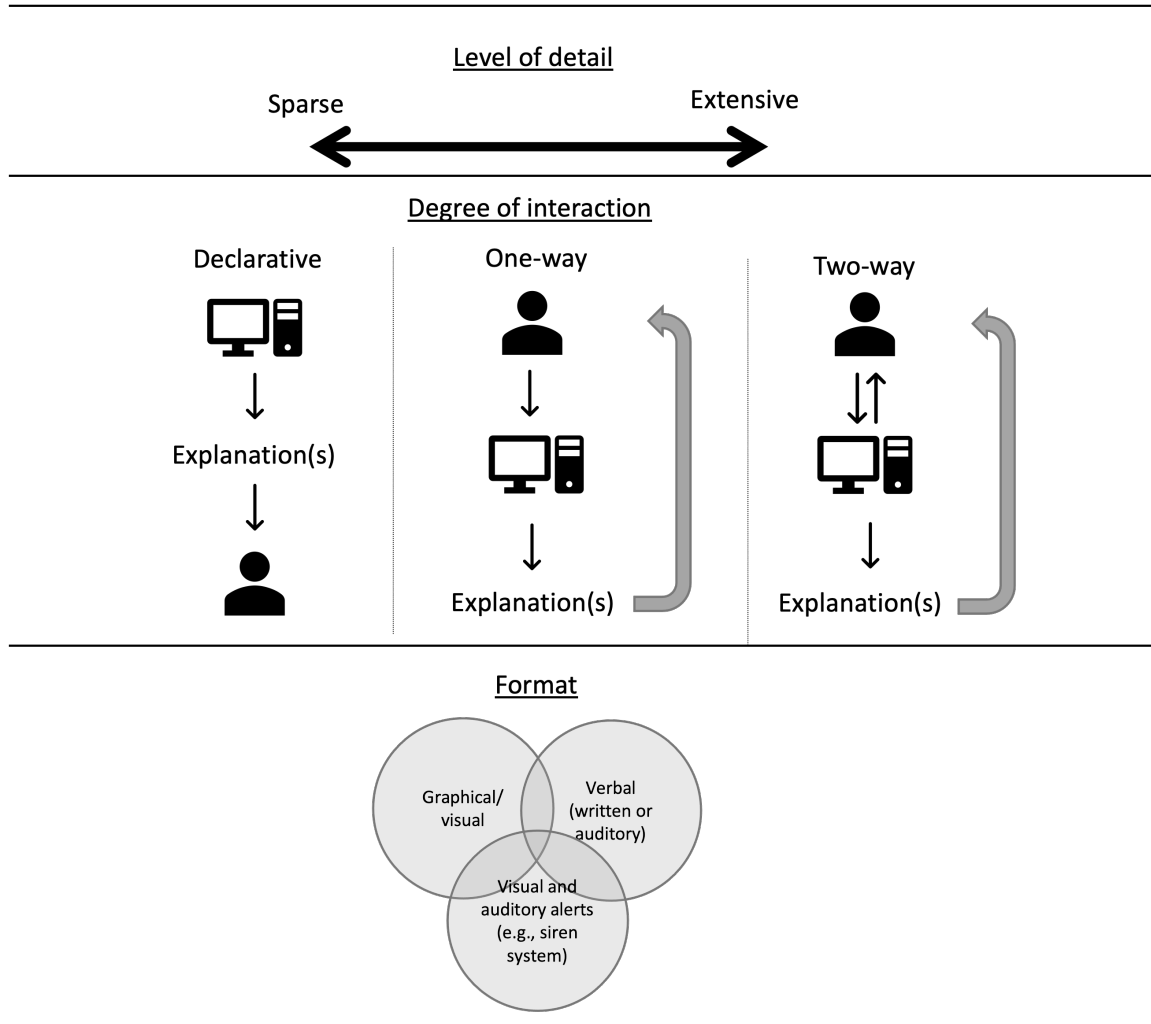 Level of detail
Sparse
Extensive
Degree of interaction
Declarative
One-way
Two-way
Explanation(s)
Explanation(s)
Explanation(s)
Format
Graphical/
visual
Verbal
(written or
auditory)
Visual and
auditory alerts
(e.g., siren
system)